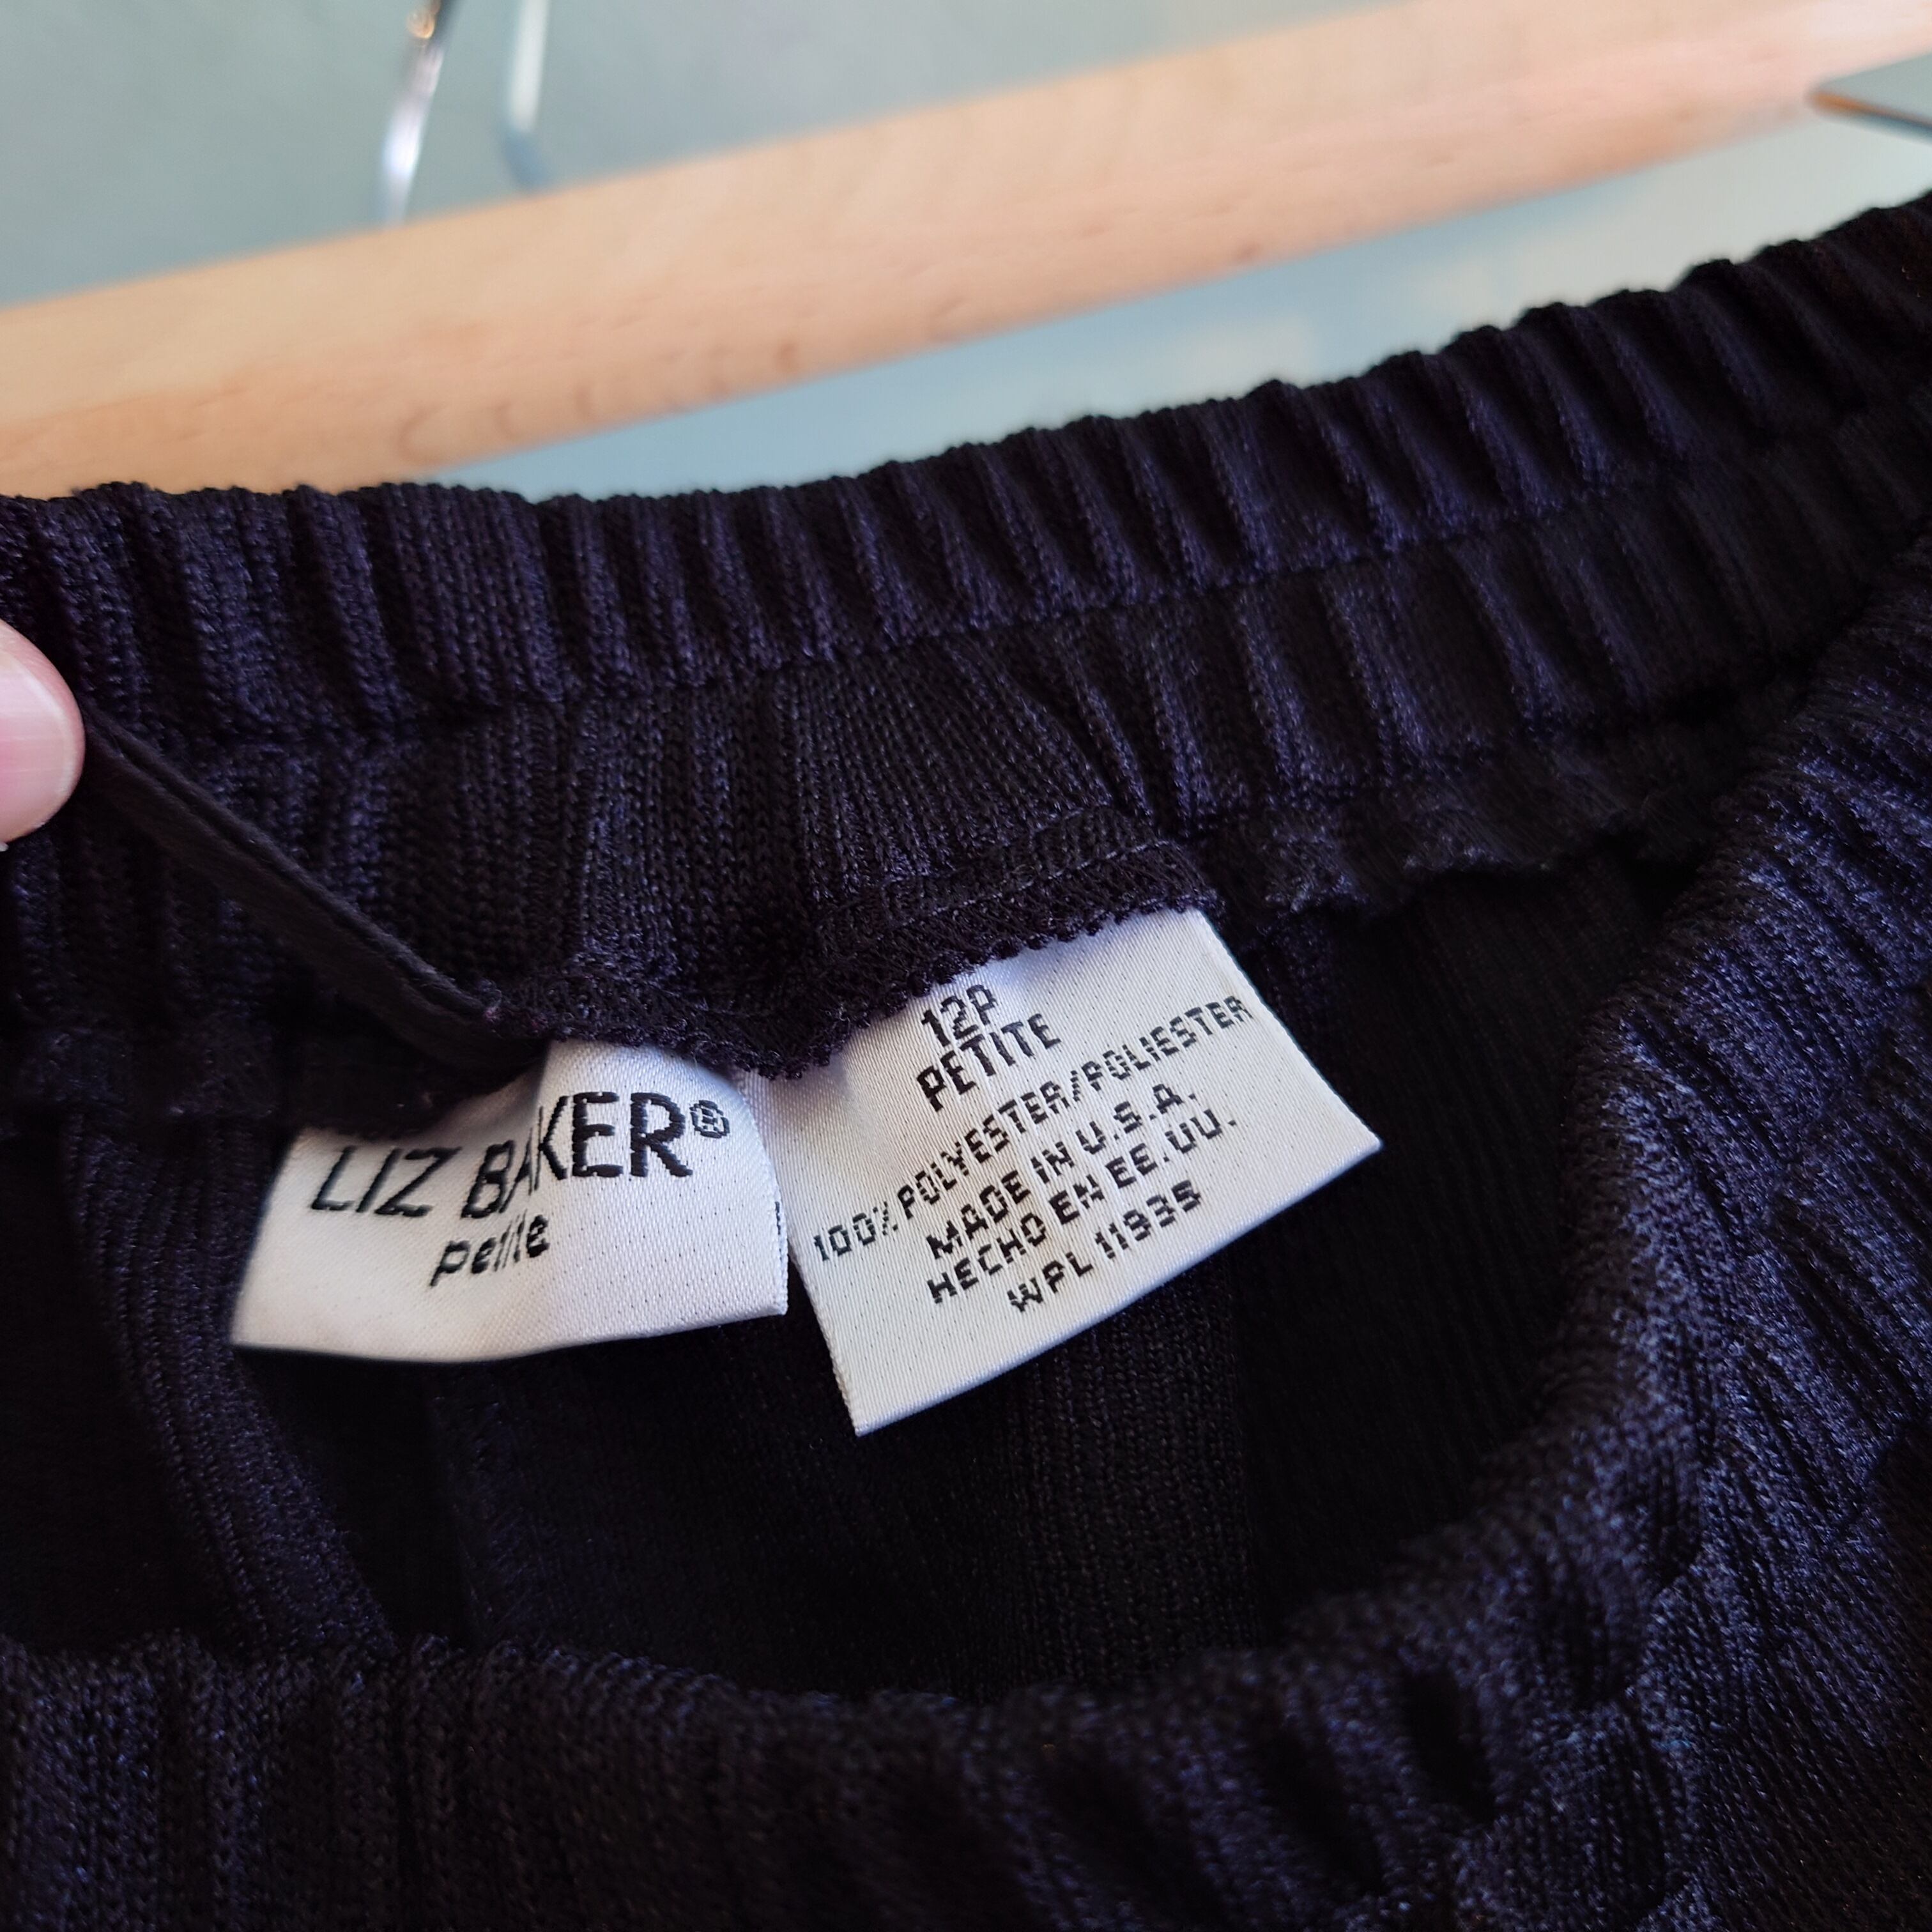 LIZ BAKER®
petite
12P
PETITE
100% POLYESTER/POLIESTER
MADE IN U.S.A.
HECHO EN EE.UU.
WPL 11935